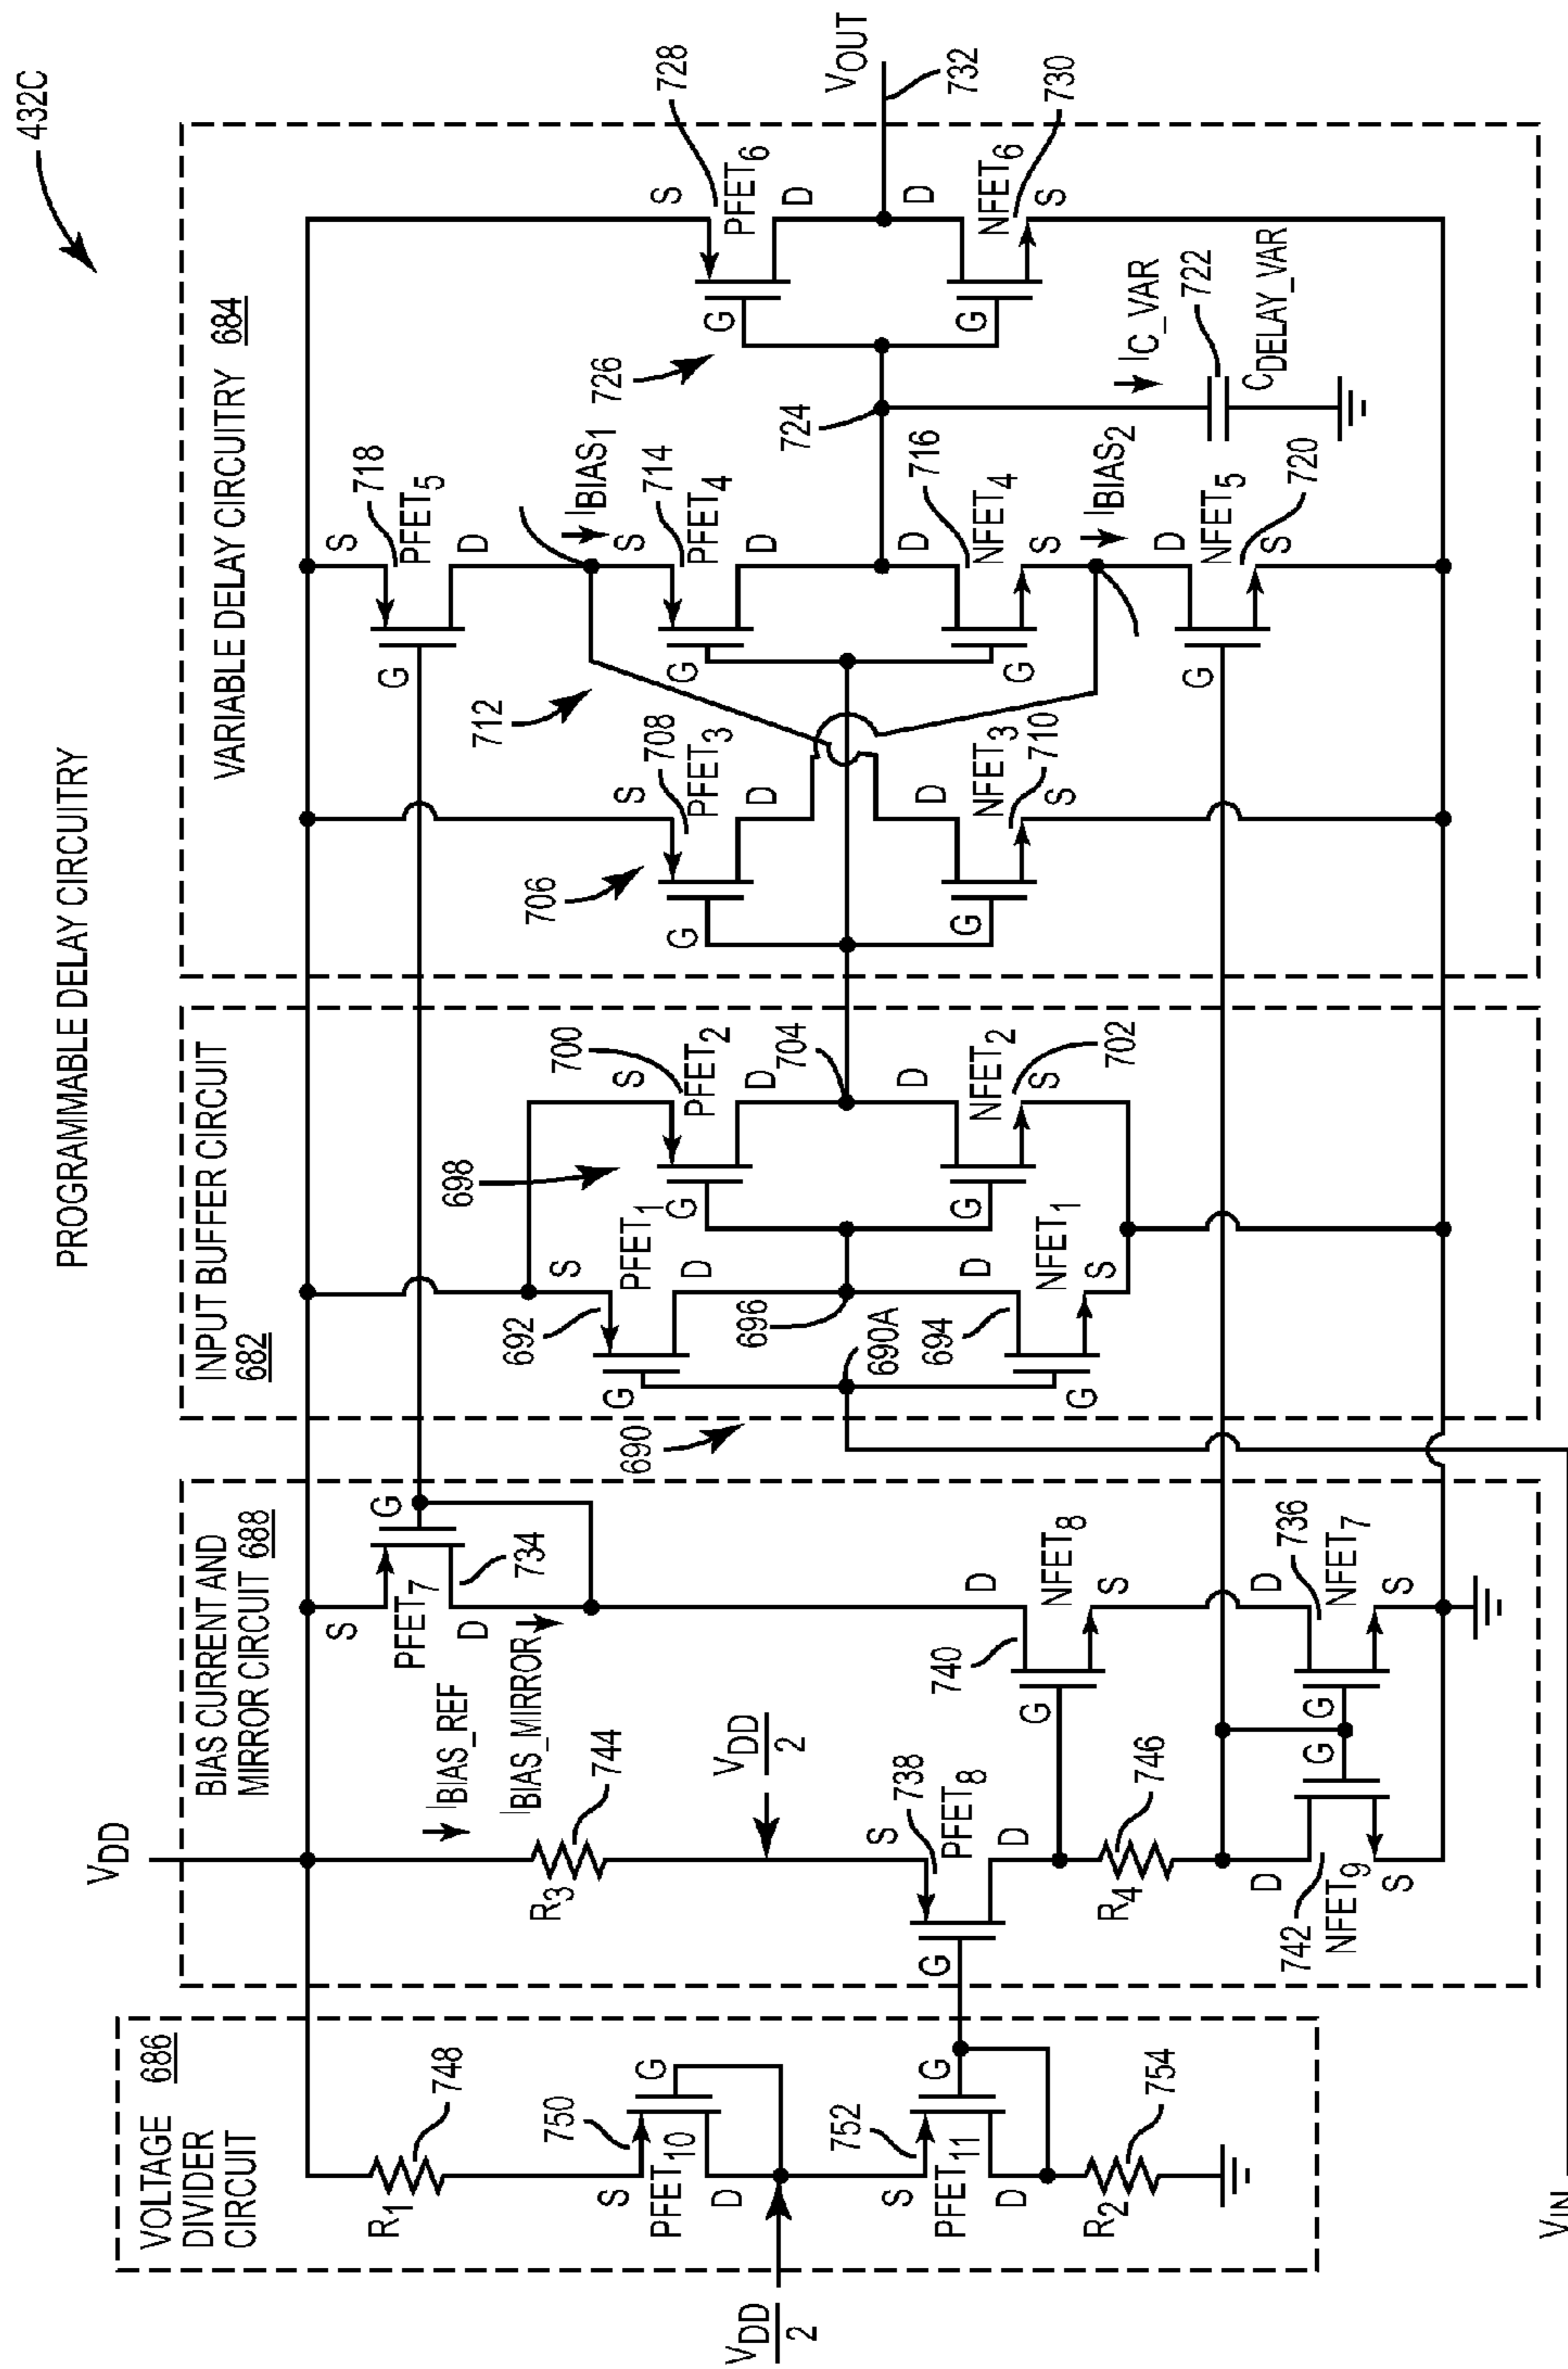 PROGRAMMABLE DELAY CIRCUITRY
432C
VOLTAGE 686
DIVIDER
CIRCUIT
R1
748
750
S
G
PFET10
D
VDD
2
752
S
G
PFET11
D
R2
754
VDD
BIAS CURRENT AND
MIRROR CIRCUIT 688
IBIAS_REF
IBIAS_MIRROR
R3
744
VDD
2
S
738
PFET8
G
D
R4
746
D
742
NFET9
G
S
S
G
PFET7
D
734
D
740
G
NFET8
S
D
736
G
NFET7
S
VIN
INPUT BUFFER CIRCUIT
682
690
692
S
PFET1
G
D
696
690A
694
D
NFET1
G
S
698
700
S
PFET2
G
D
704
D
NFET2
G
S
702
VARIABLE DELAY CIRCUITRY 684
706
S
708
PFET3
G
D
D
NFET3
710
G
S
712
S
718
PFET5
G
D
IBIAS1
S
714
PFET4
G
D
D
716
NFET4
G
S
IBIAS2
D
NFET5
G
S
720
724
IC_VAR
722
CDELAY_VAR
726
S
728
PFET6
G
D
VOUT
732
D
NFET6
G
730
S